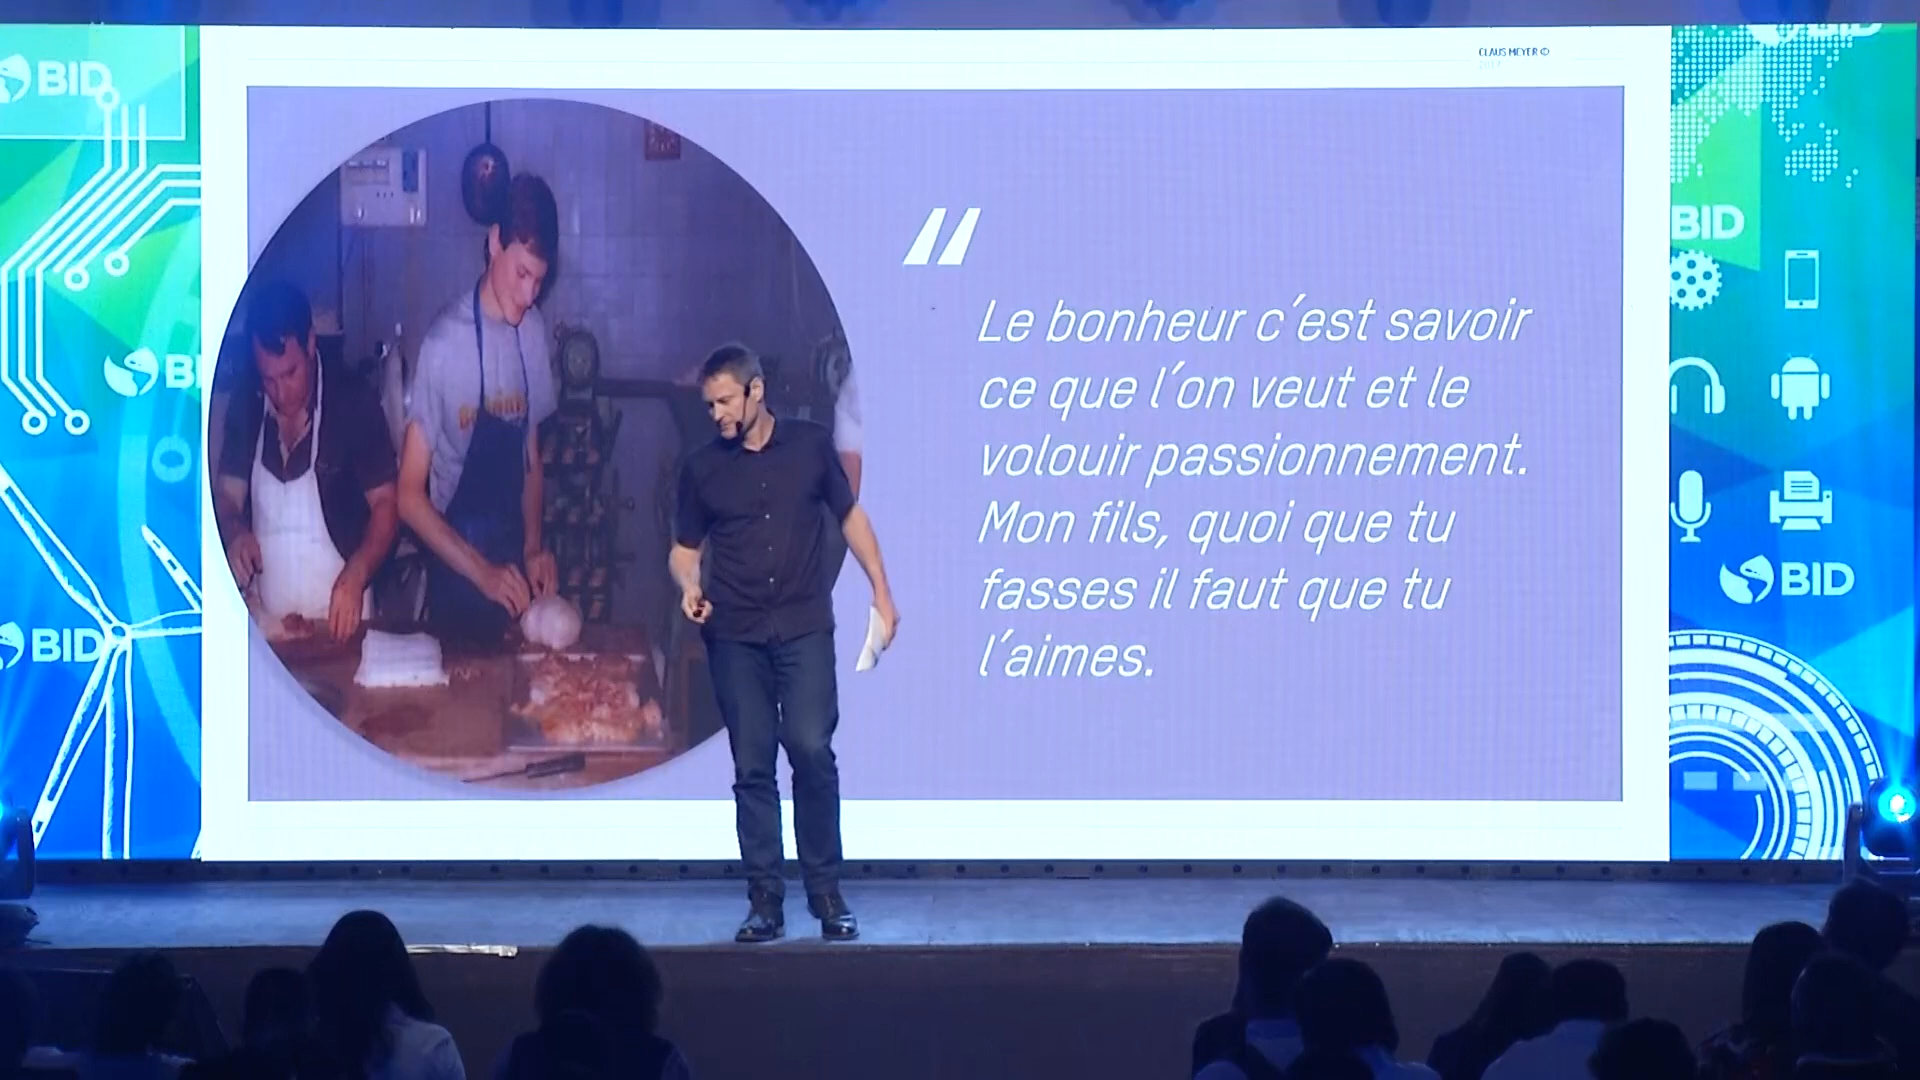 BID
CLAUS MEYER ©
BID
BID
BID
Le bonheur c´est savoir
ce que l´on veut et le
volouir passionnement.
Mon fils, quoi que tu
fasses il faut que tu
l´aimes.
BID
BID